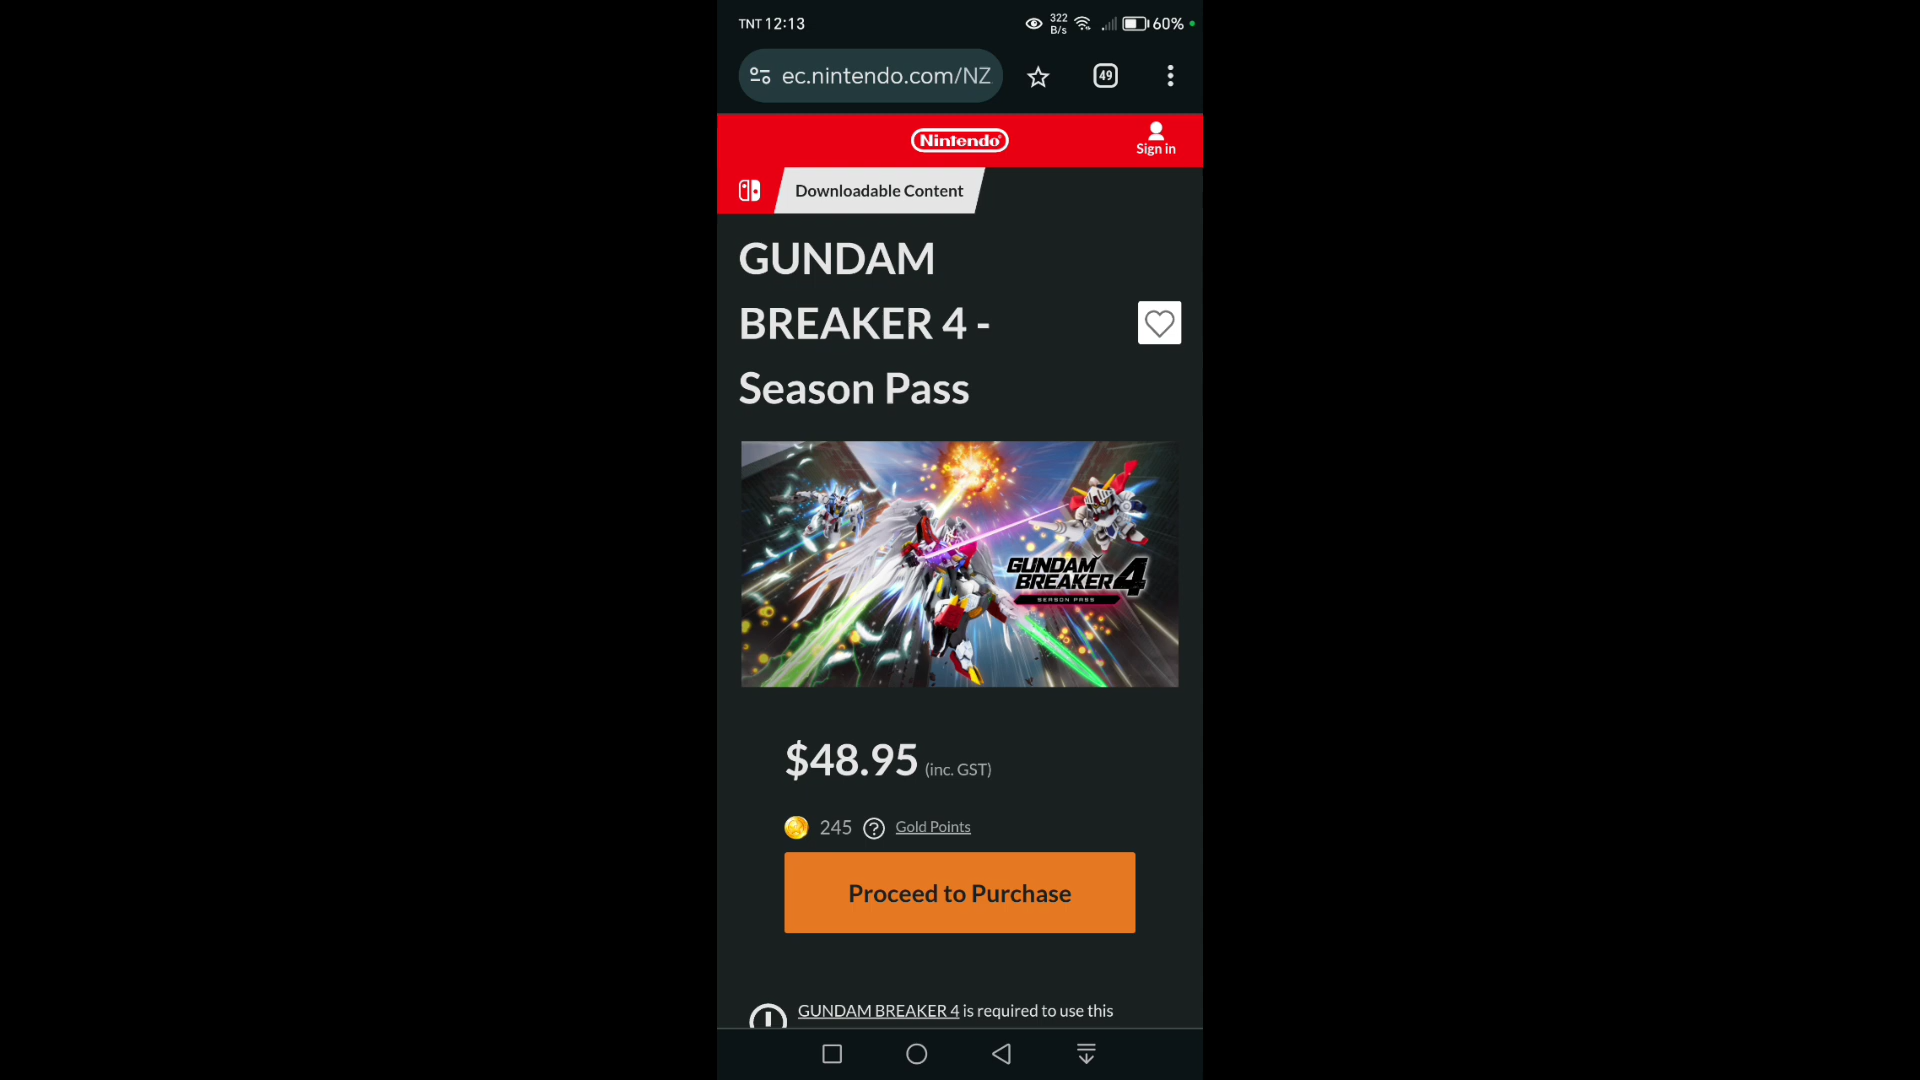 TNT 12:13
322
B/s
60%
ec.nintendo.com/NZ
49
Nintendo
Sign in
Downloadable Content
GUNDAM
BREAKER 4 -
Season Pass
GUNDAM
BREAKER 4
SEASON PASS
$48.95 (inc. GST)
245 ? Gold Points
Proceed to Purchase
GUNDAM BREAKER 4 is required to use this